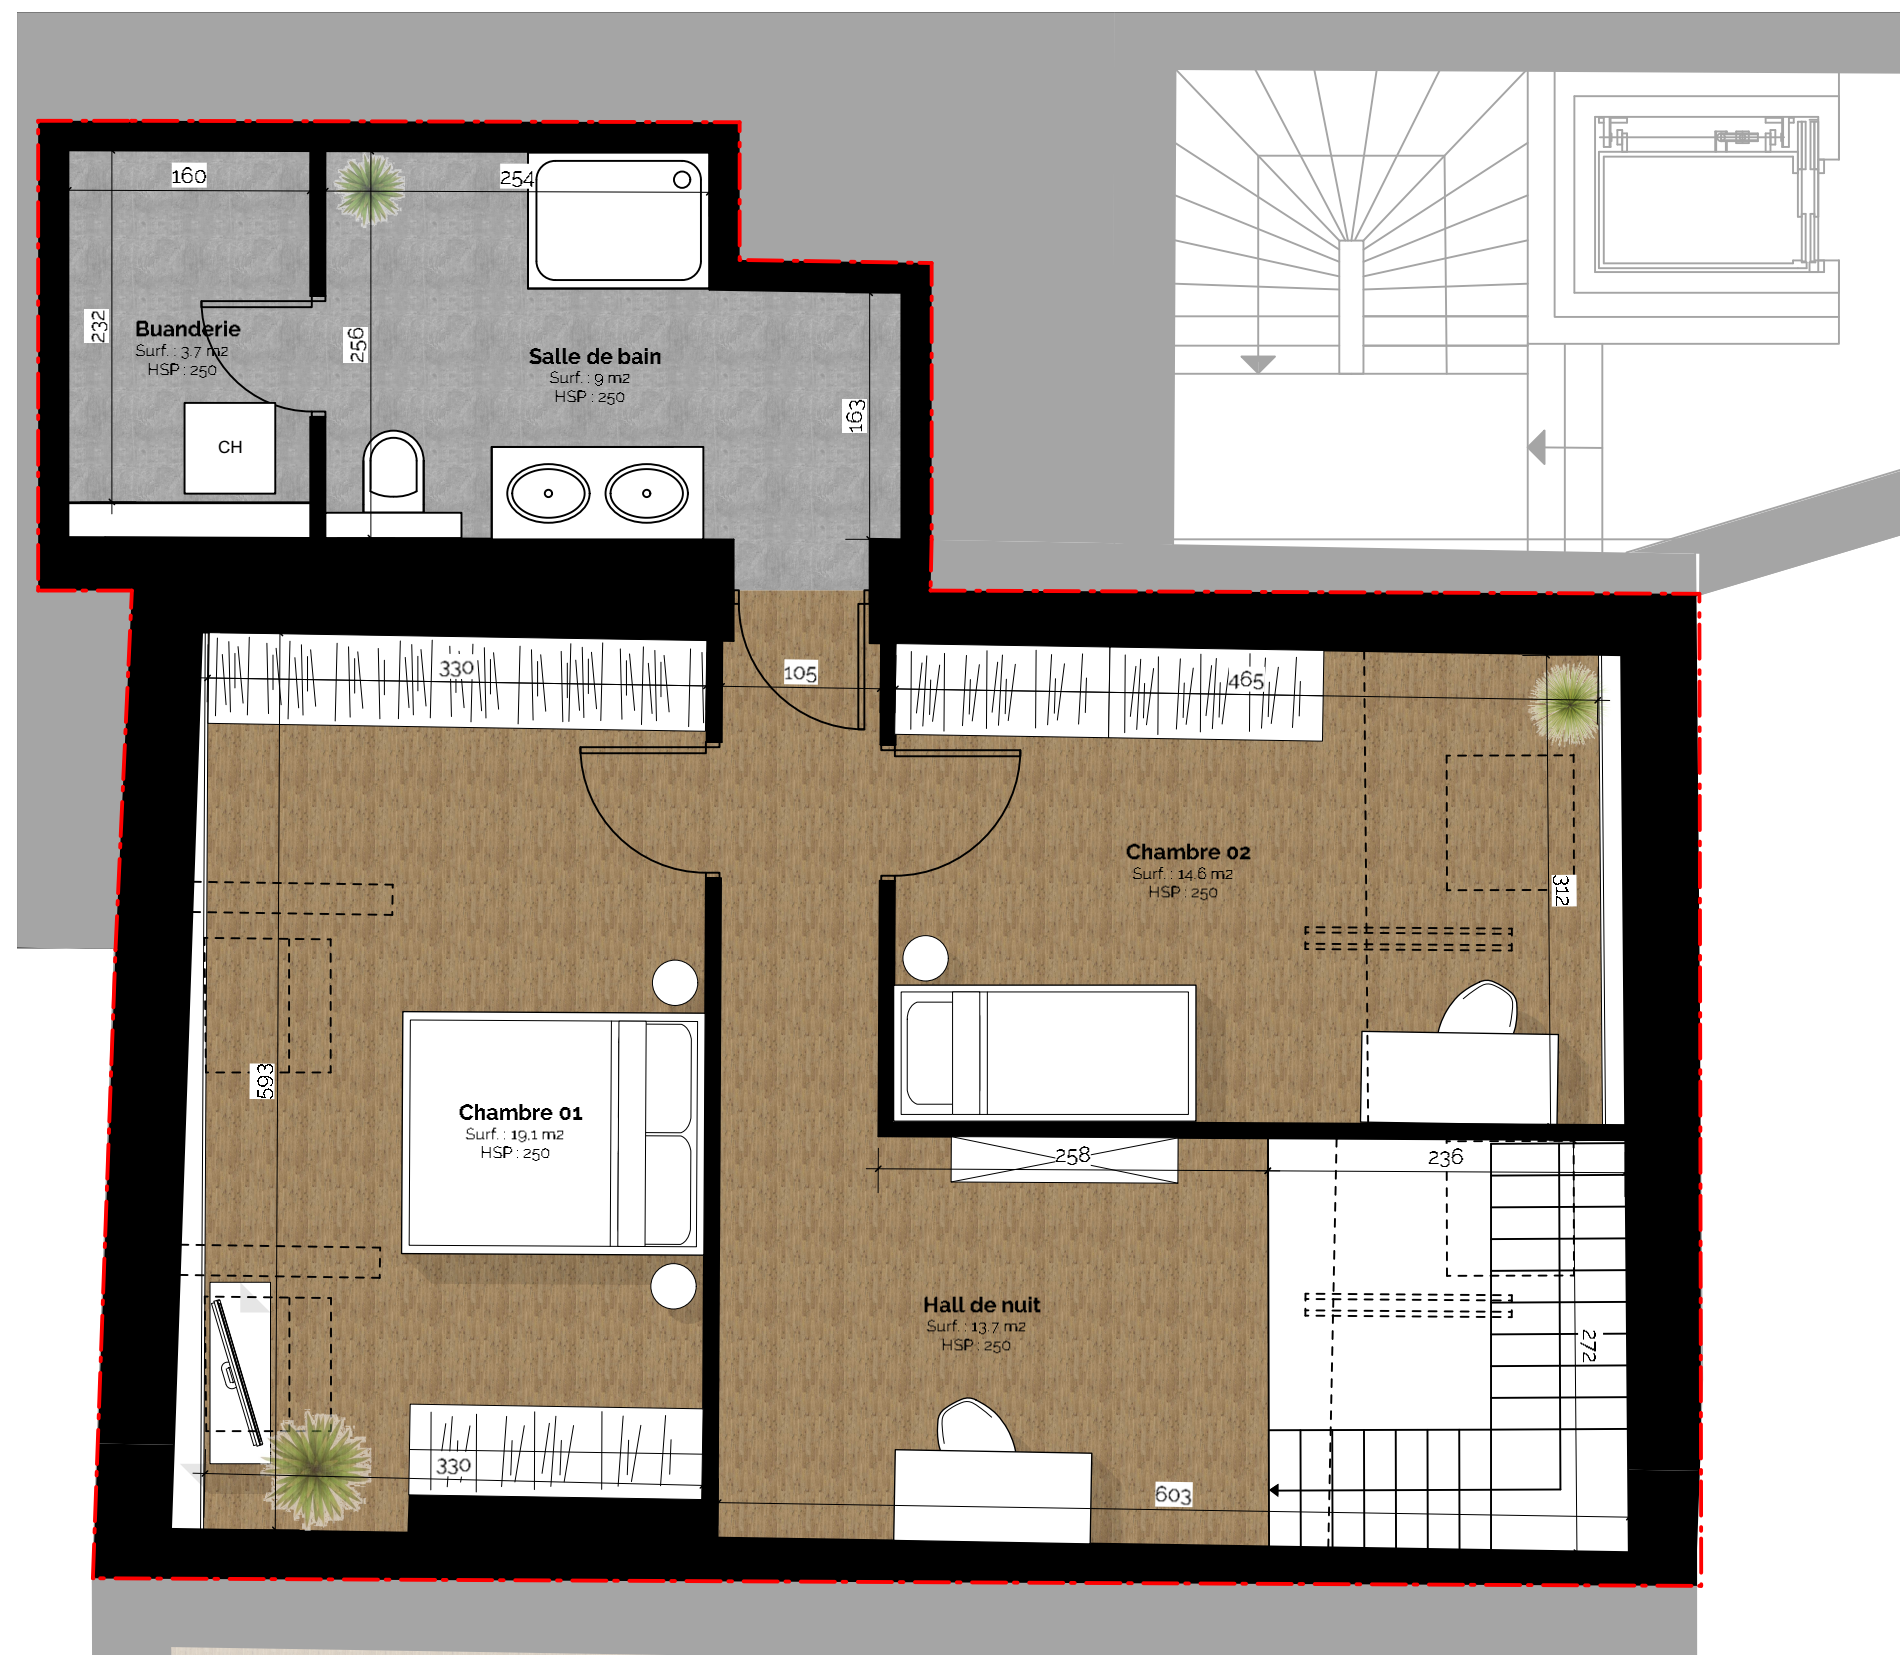 160
254
232
Buanderie
Surf. : 3.7 m2
HSP : 250
256
Salle de bain
Surf. : 9 m2
HSP : 250
163
CH
330
105
465
Chambre 02
Surf. : 14.6 m2
HSP : 250
312
593
Chambre 01
Surf. : 19,1 m2
HSP : 250
258
236
Hall de nuit
Surf. : 13.7 m2
HSP : 250
272
330
603